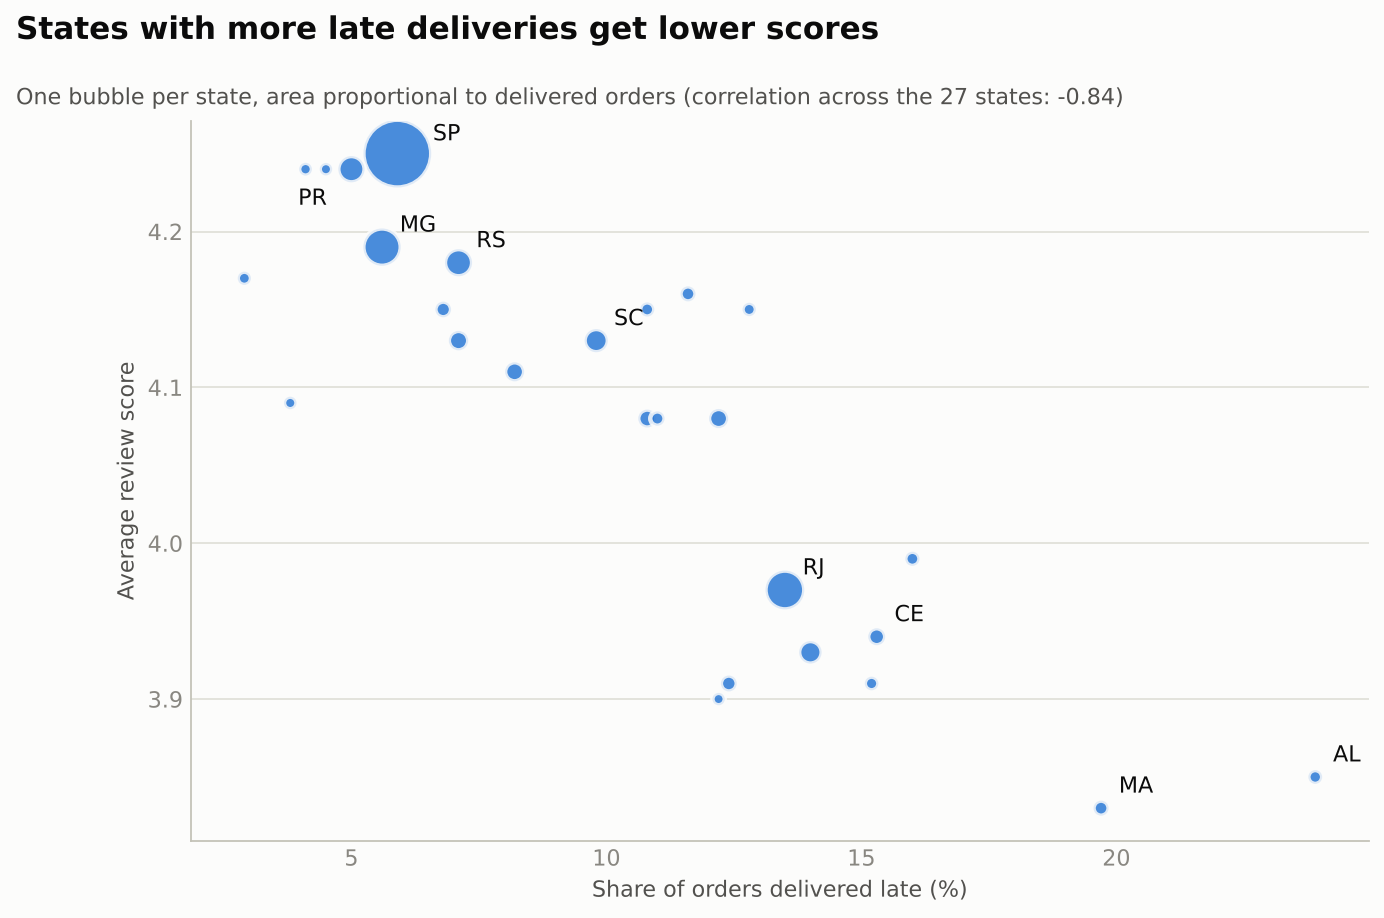 States with more late deliveries get lower scores
One bubble per state, area proportional to delivered orders (correlation across the 27 states: -0.84)
SP
PR
MG
4.2
RS
SC
4.1
Average review score
4.0
RJ
CE
3.9
AL
MA
5 10 15 20
Share of orders delivered late (%)